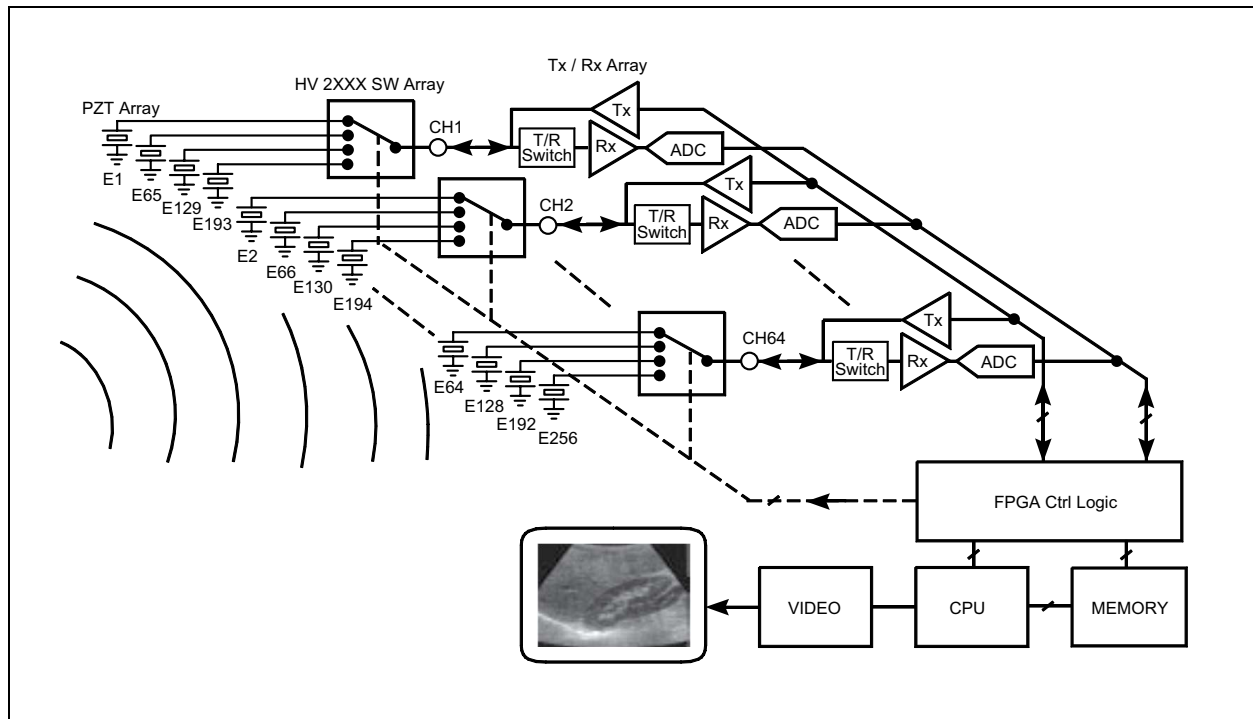 PZT Array
HV 2XXX SW Array
Tx / Rx Array
E1
E65
E129
E193
CH1
Tx
T/R
Switch
Rx
ADC
E2
E66
E130
E194
CH2
Tx
T/R
Switch
Rx
ADC
E64
E128
E192
E256
CH64
Tx
T/R
Switch
Rx
ADC
FPGA Ctrl Logic
VIDEO
CPU
MEMORY